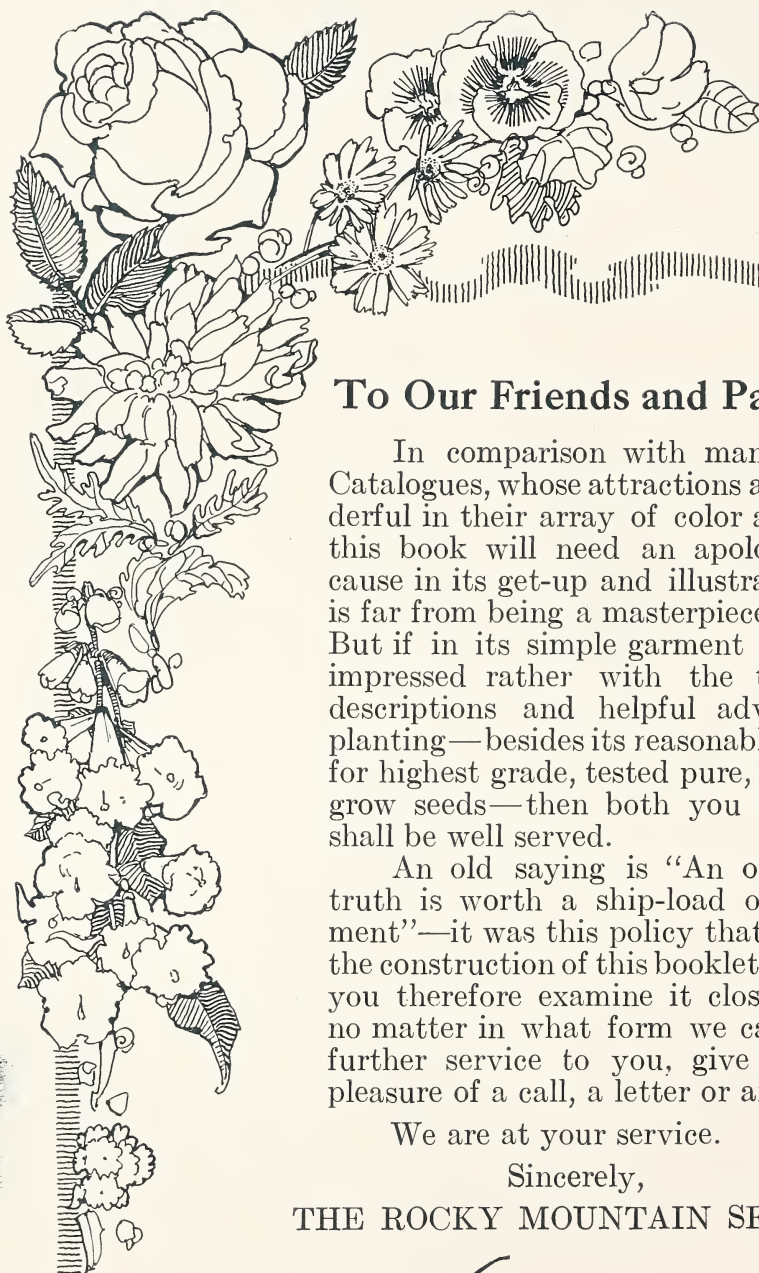 To Our Friends and Pa
In comparison with man
Catalogues, whose attractions a
derful in their array of color a
this book will need an apolo
cause in its get-up and illustra
is far from being a masterpiece
But if in its simple garment
impressed rather with the t
descriptions and helpful adv
planting—besides its reasonabl
for highest grade, tested pure,
grow seeds—then both you
shall be well served.
An old saying is “An o
truth is worth a ship-load o
ment”—it was this policy that
the construction of this booklet
you therefore examine it clos
no matter in what form we ca
further service to you, give
pleasure of a call, a letter or a
We are at your service.
Sincerely,
THE ROCKY MOUNTAIN SE